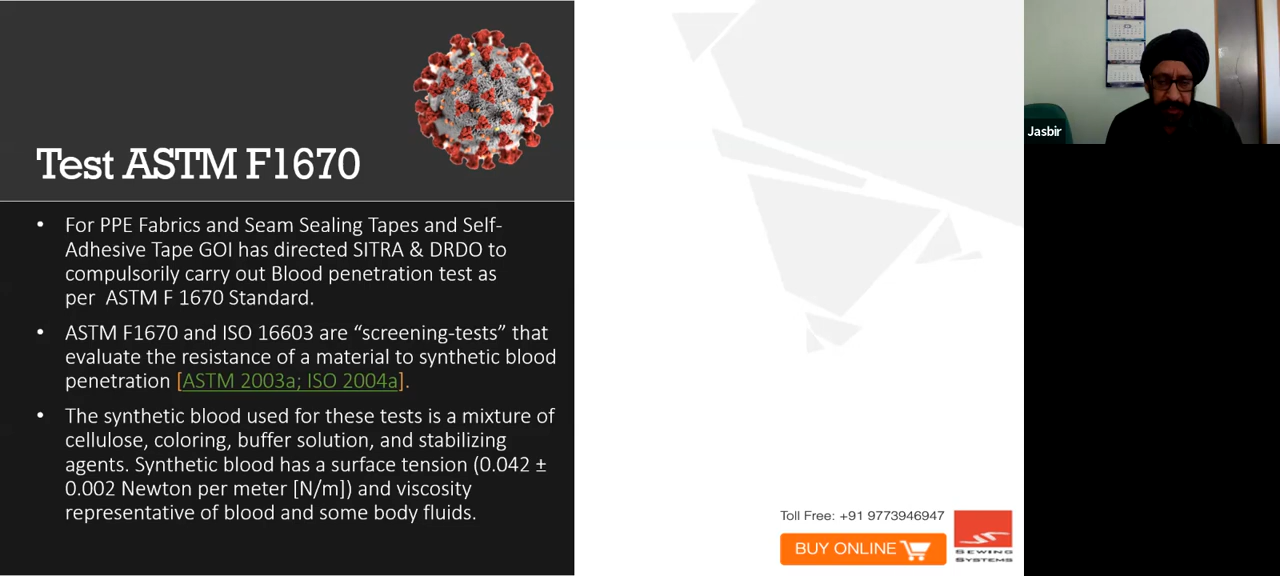 Test ASTM F1670
• For PPE Fabrics and Seam Sealing Tapes and Self-
Adhesive Tape GOI has directed SITRA & DRDO to
compulsorily carry out Blood penetration test as
per  ASTM F 1670 Standard.
• ASTM F1670 and ISO 16603 are “screening-tests” that
evaluate the resistance of a material to synthetic blood
penetration [ASTM 2003a; ISO 2004a].
• The synthetic blood used for these tests is a mixture of
cellulose, coloring, buffer solution, and stabilizing
agents. Synthetic blood has a surface tension (0.042 ±
0.002 Newton per meter [N/m]) and viscosity
representative of blood and some body fluids.
Toll Free: +91 9773946947
BUY ONLINE
SEWING
SYSTEMS
Jasbir